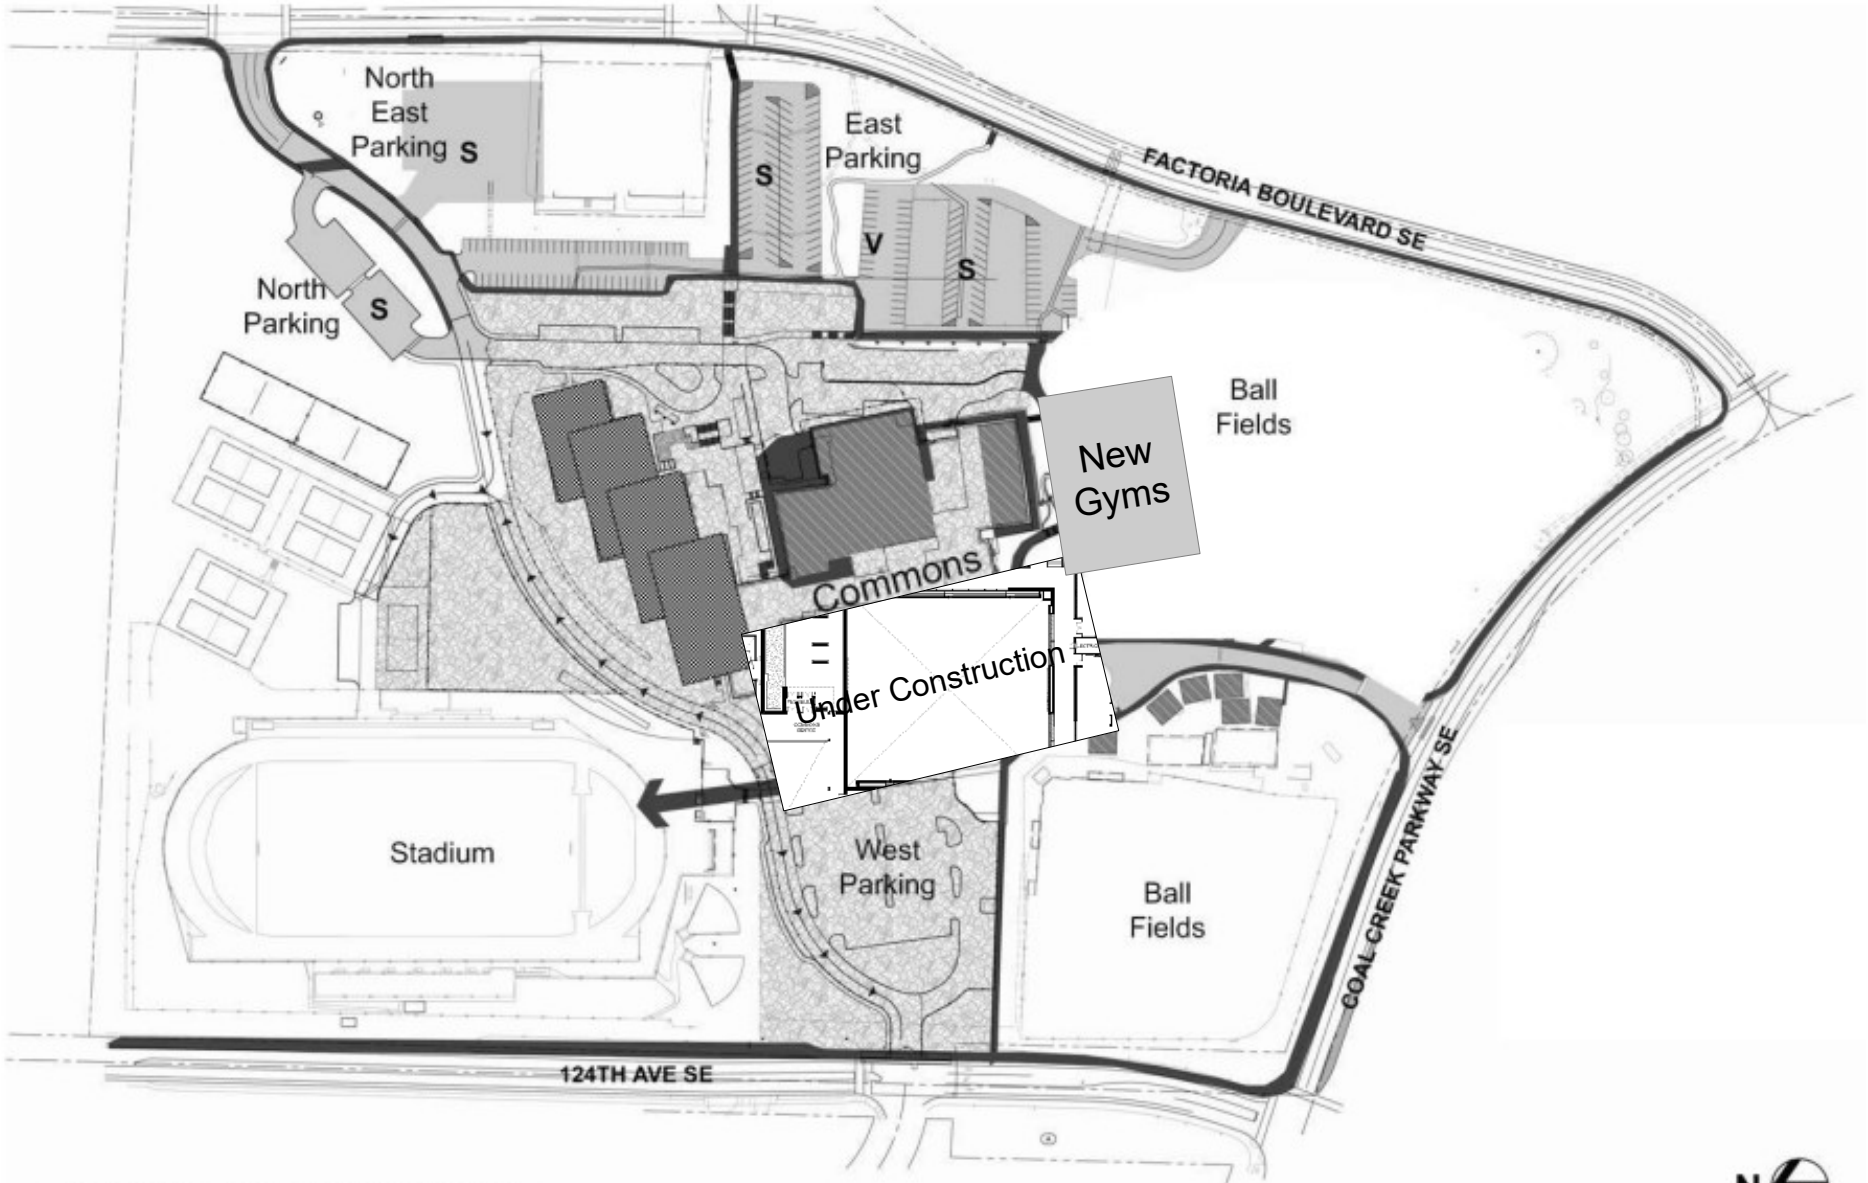 North
East
Parking
S
S
East
Parking
FACTORIA BOULEVARD SE
V
S
North
Parking
S
Ball
Fields
New
Gyms
Commons
Under Construction
Stadium
West
Parking
Ball
Fields
COAL CREEK PARKWAY SE
124TH AVE SE
N